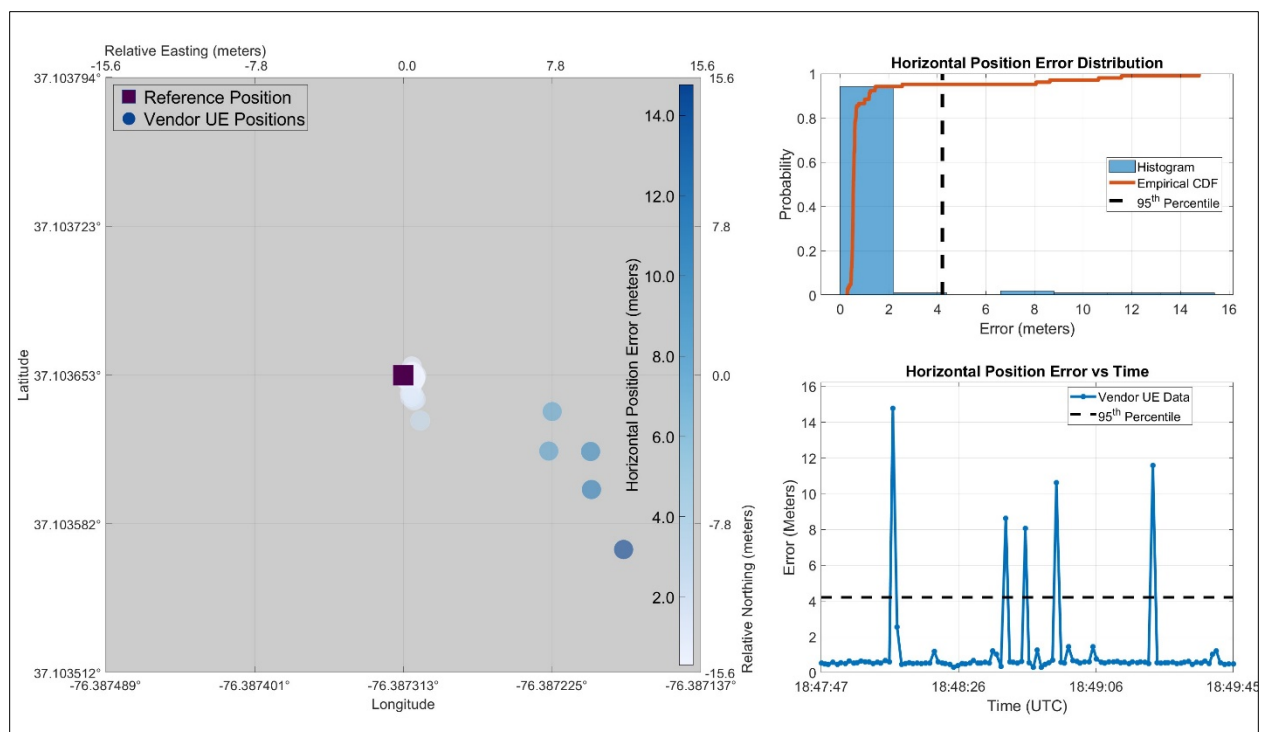 Relative Easting (meters)
-15.6 -7.8 0.0 7.8 15.6
37.103794° 15.6
Reference Position
Vendor UE Positions
14.0
12.0
37.103723° 7.8
10.0
Horizontal Position Error (meters)
8.0
Latitude
37.103653° 0.0
6.0
4.0
37.103582° -7.8
Relative Northing (meters)
2.0
37.103512° -15.6
-76.387489° -76.387401° -76.387313° -76.387225° -76.387137°
Longitude
Horizontal Position Error Distribution
Probability
1
0.8
0.6
0.4
0.2
0
Histogram
Empirical CDF
95th Percentile
0 2 4 6 8 10 12 14 16
Error (meters)
Horizontal Position Error vs Time
Error (Meters)
16
14
12
10
8
6
4
2
0
Vendor UE Data
95th Percentile
18:47:47 18:48:26 18:49:06 18:49:45
Time (UTC)